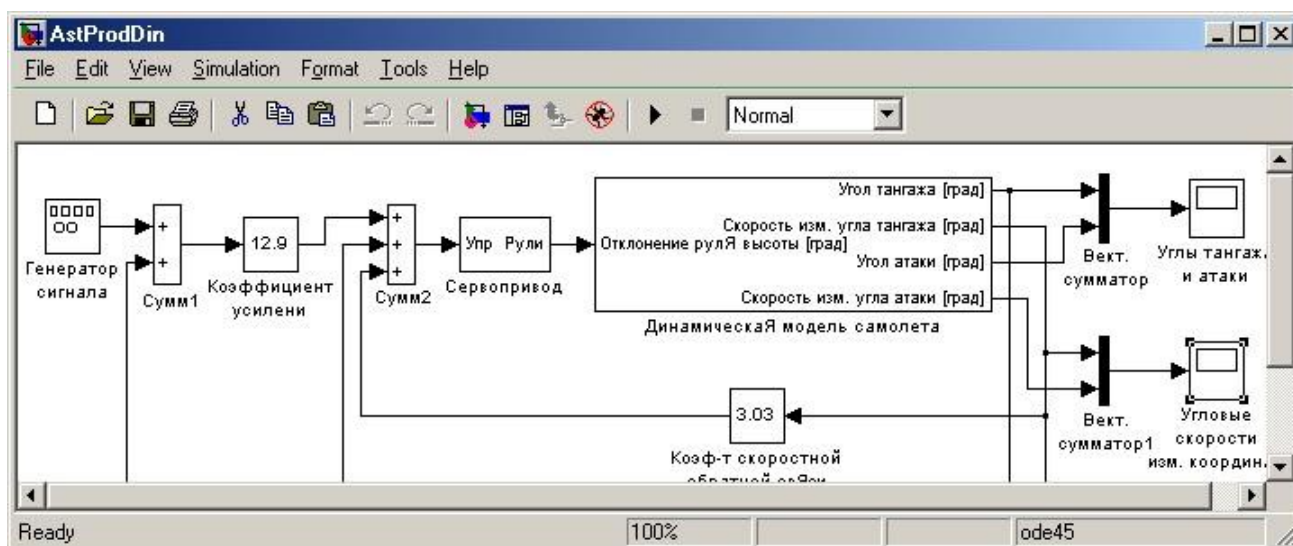 AstProdDin
File Edit View Simulation Format Tools Help
Normal
Угол тангажа [град]
Скорость изм. угла тангажа [град]
Отклонение рулЯ высоты [град]
Угол атаки [град]
Скорость изм. угла атаки [град]
ДинамическаЯ модель самолета
Генератор
сигнала
+
+
Сумм1
12.9
Коэффициент
усилени
+
+
+
Сумм2
Упр Рули
Сервопривод
Вект.
сумматор
Углы тангаж
и атаки
3.03
Коэф-т скоростной
обратной свЯзи
Вект.
сумматор1
Угловые
скорости
изм. координ
Ready 100% ode45